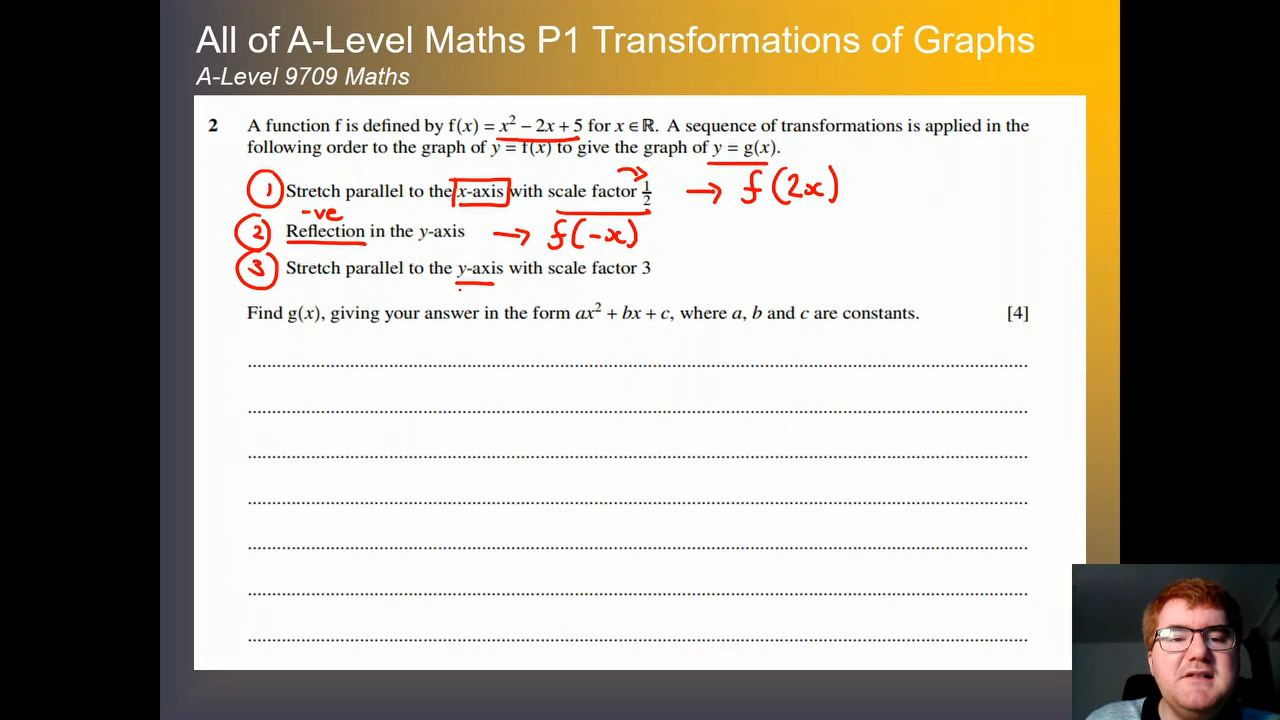 All of A-Level Maths P1 Transformations of Graphs
A-Level 9709 Maths
2 A function f is defined by f(x) = x² − 2x + 5 for x ∈ ℝ. A sequence of transformations is applied in the
following order to the graph of y = f(x) to give the graph of y = g(x).
1 Stretch parallel to the x-axis with scale factor 1/2 → f(2x)
-ve
2 Reflection in the y-axis → f(-x)
3 Stretch parallel to the y-axis with scale factor 3
Find g(x), giving your answer in the form ax² + bx + c, where a, b and c are constants. [4]